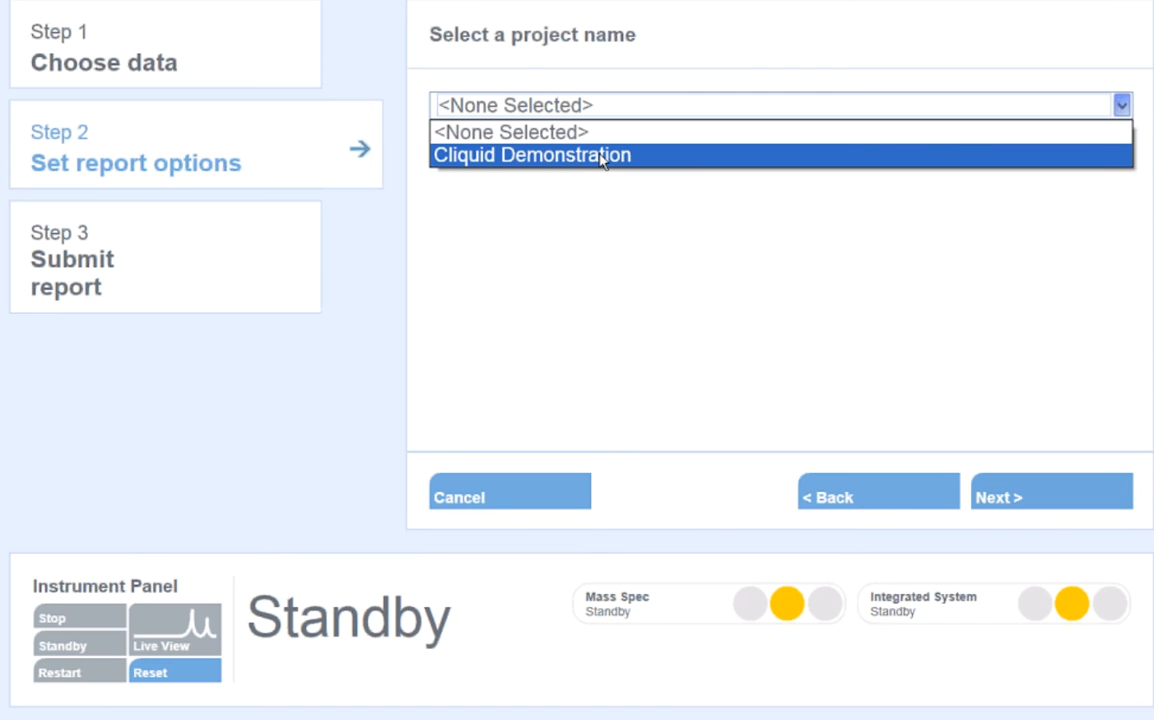 Step 1
Choose data
Step 2
Set report options
Step 3
Submit
report
Select a project name
<None Selected>
<None Selected>
Cliquid Demonstration
Cancel
< Back
Next >
Instrument Panel
Stop
Standby
Live View
Restart
Reset
Standby
Mass Spec
Standby
Integrated System
Standby